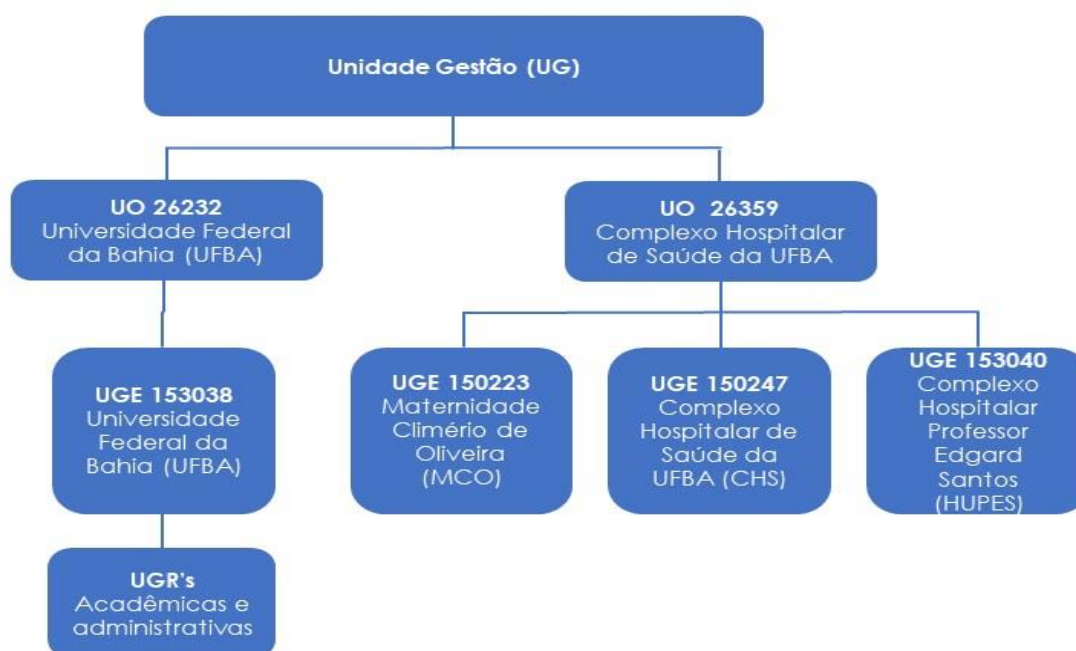 Unidade Gestão (UG)
UO 26232
Universidade Federal
da Bahia (UFBA)
UO 26359
Complexo Hospitalar
de Saúde da UFBA
UGE 153038
Universidade
Federal da
Bahia (UFBA)
UGE 150223
Maternidade
Climério de
Oliveira
(MCO)
UGE 150247
Complexo
Hospitalar de
Saúde da
UFBA (CHS)
UGE 153040
Complexo
Hospitalar
Professor
Edgard
Santos
(HUPES)
UGR's
Acadêmicas e
administrativas